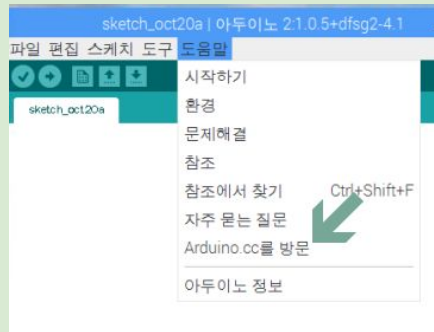 sketch_oct20a | 아두이노 2:1.0.5+dfsg2-4.1
파일 편집 스케치 도구 도움말
sketch_oct20a
시작하기
환경
문제해결
참조
참조에서 찾기 Ctrl+Shift+F
자주 묻는 질문
Arduino.cc를 방문
아두이노 정보